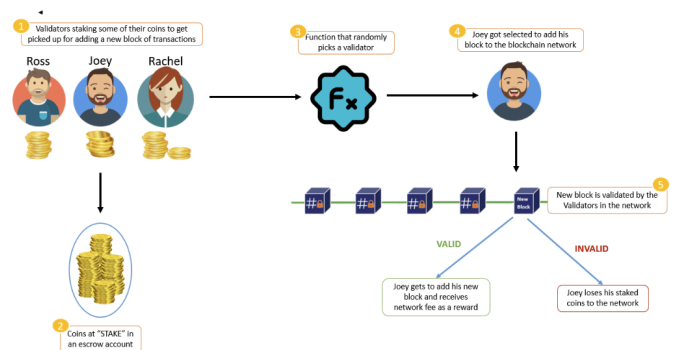 1
Validators staking some of their coins to get
picked up for adding a new block of transactions
Ross
Joey
Rachel
3
Function that randomly
picks a validator
Fx
4
Joey got selected to add his
block to the blockchain network
#
#
#
#
New
Block
5
New block is validated by the
Validators in the network
VALID
INVALID
Joey gets to add his new
block and receives
network fee as a reward
Joey loses his staked
coins to the network
2
Coins at "STAKE" in
an escrow account